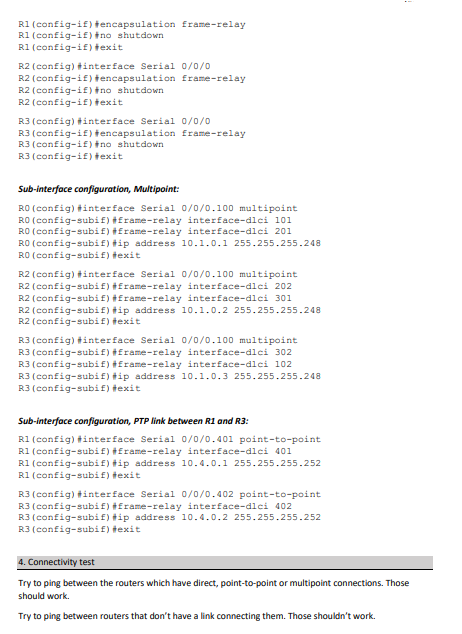 R1(config-if)#encapsulation frame-relay
R1(config-if)#no shutdown
R1(config-if)#exit
R2(config)#interface Serial 0/0/0
R2(config-if)#encapsulation frame-relay
R2(config-if)#no shutdown
R2(config-if)#exit
R3(config)#interface Serial 0/0/0
R3(config-if)#encapsulation frame-relay
R3(config-if)#no shutdown
R3(config-if)#exit
Sub-interface configuration, Multipoint:
R0(config)#interface Serial 0/0/0.100 multipoint
R0(config-subif)#frame-relay interface-dlci 101
R0(config-subif)#frame-relay interface-dlci 201
R0(config-subif)#ip address 10.1.0.1 255.255.255.248
R0(config-subif)#exit
R2(config)#interface Serial 0/0/0.100 multipoint
R2(config-subif)#frame-relay interface-dlci 202
R2(config-subif)#frame-relay interface-dlci 301
R2(config-subif)#ip address 10.1.0.2 255.255.255.248
R2(config-subif)#exit
R3(config)#interface Serial 0/0/0.100 multipoint
R3(config-subif)#frame-relay interface-dlci 302
R3(config-subif)#frame-relay interface-dlci 102
R3(config-subif)#ip address 10.1.0.3 255.255.255.248
R3(config-subif)#exit
Sub-interface configuration, PTP link between R1 and R3:
R1(config)#interface Serial 0/0/0.401 point-to-point
R1(config-subif)#frame-relay interface-dlci 401
R1(config-subif)#ip address 10.4.0.1 255.255.255.252
R1(config-subif)#exit
R3(config)#interface Serial 0/0/0.402 point-to-point
R3(config-subif)#frame-relay interface-dlci 402
R3(config-subif)#ip address 10.4.0.2 255.255.255.252
R3(config-subif)#exit
4. Connectivity test
Try to ping between the routers which have direct, point-to-point or multipoint connections. Those
should work.
Try to ping between routers that don't have a link connecting them. Those shouldn't work.